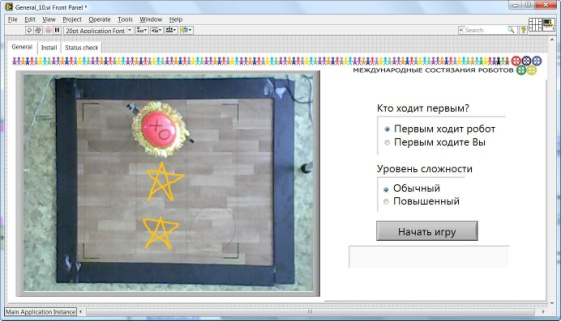 General_10.vi Front Panel *
File Edit View Project Operate Tools Window Help
20pt Application Font
Search
General Install Status check
МЕЖДУНАРОДНЫЕ СОСТЯЗАНИЯ РОБОТОВ
Кто ходит первым?
Первым ходит робот
Первым ходите Вы
Уровень сложности
Обычный
Повышенный
Начать игру
XO
Main Application Instance